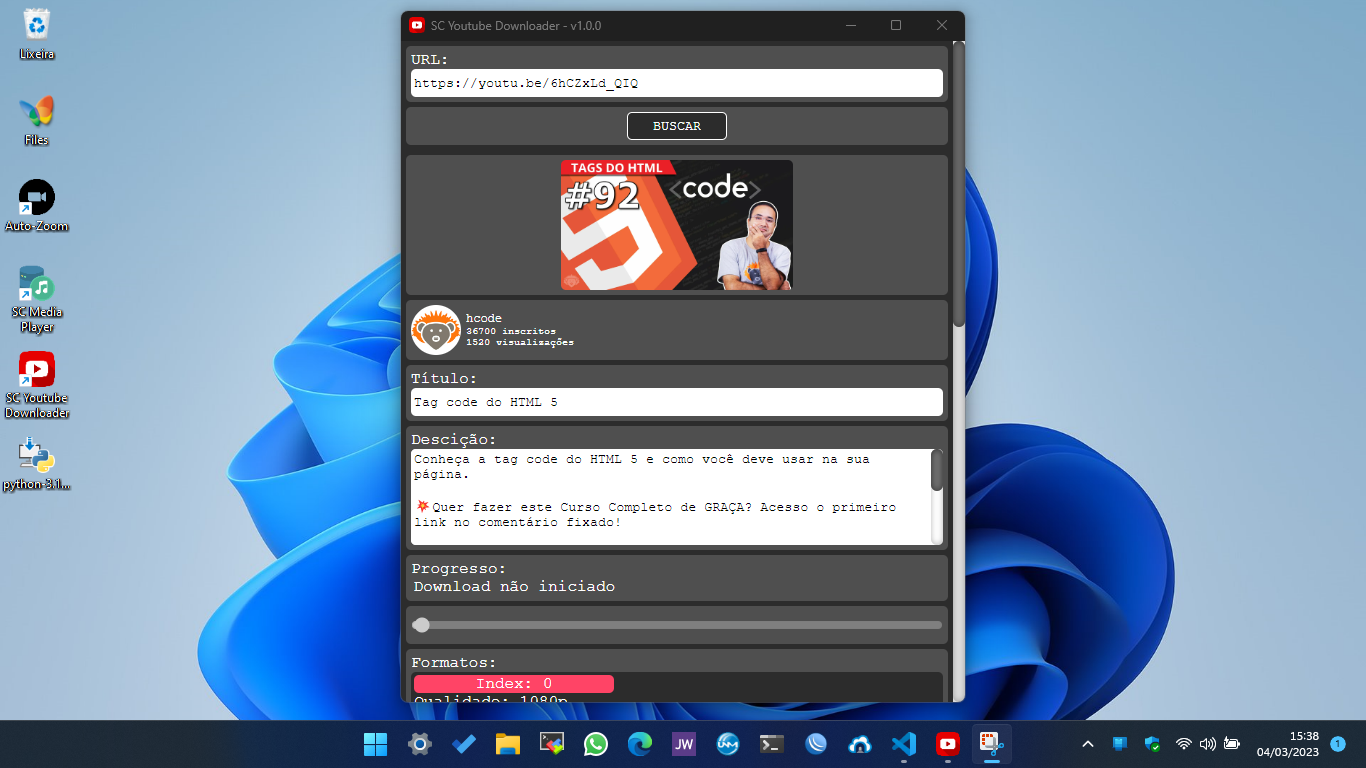 Lixeira
Files
Auto-Zoom
SC Media
Player
SC Youtube
Downloader
python-3.1...
SC Youtube Downloader - v1.0.0
URL:
https://youtu.be/6hCZxLd_QIQ
BUSCAR
TAGS DO HTML
#92
<code>
hcode
36700 inscritos
1520 visualizações
Título:
Tag code do HTML 5
Descição:
Conheça a tag code do HTML 5 e como você deve usar na sua
página.
💥Quer fazer este Curso Completo de GRAÇA? Acesso o primeiro
link no comentário fixado!
Progresso:
Download não iniciado
Formatos:
Index: 0
Qualidade: 1080p
JW
15:38
04/03/2023
1